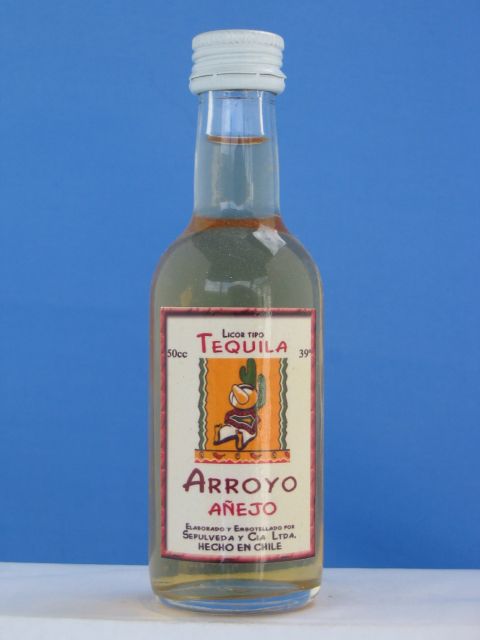 LICOR TIPO
TEQUILA
50cc 39°
ARROYO
AÑEJO
ELABORADO Y EMBOTELLADO POR
SEPULVEDA Y CIA LTDA.
HECHO EN CHILE